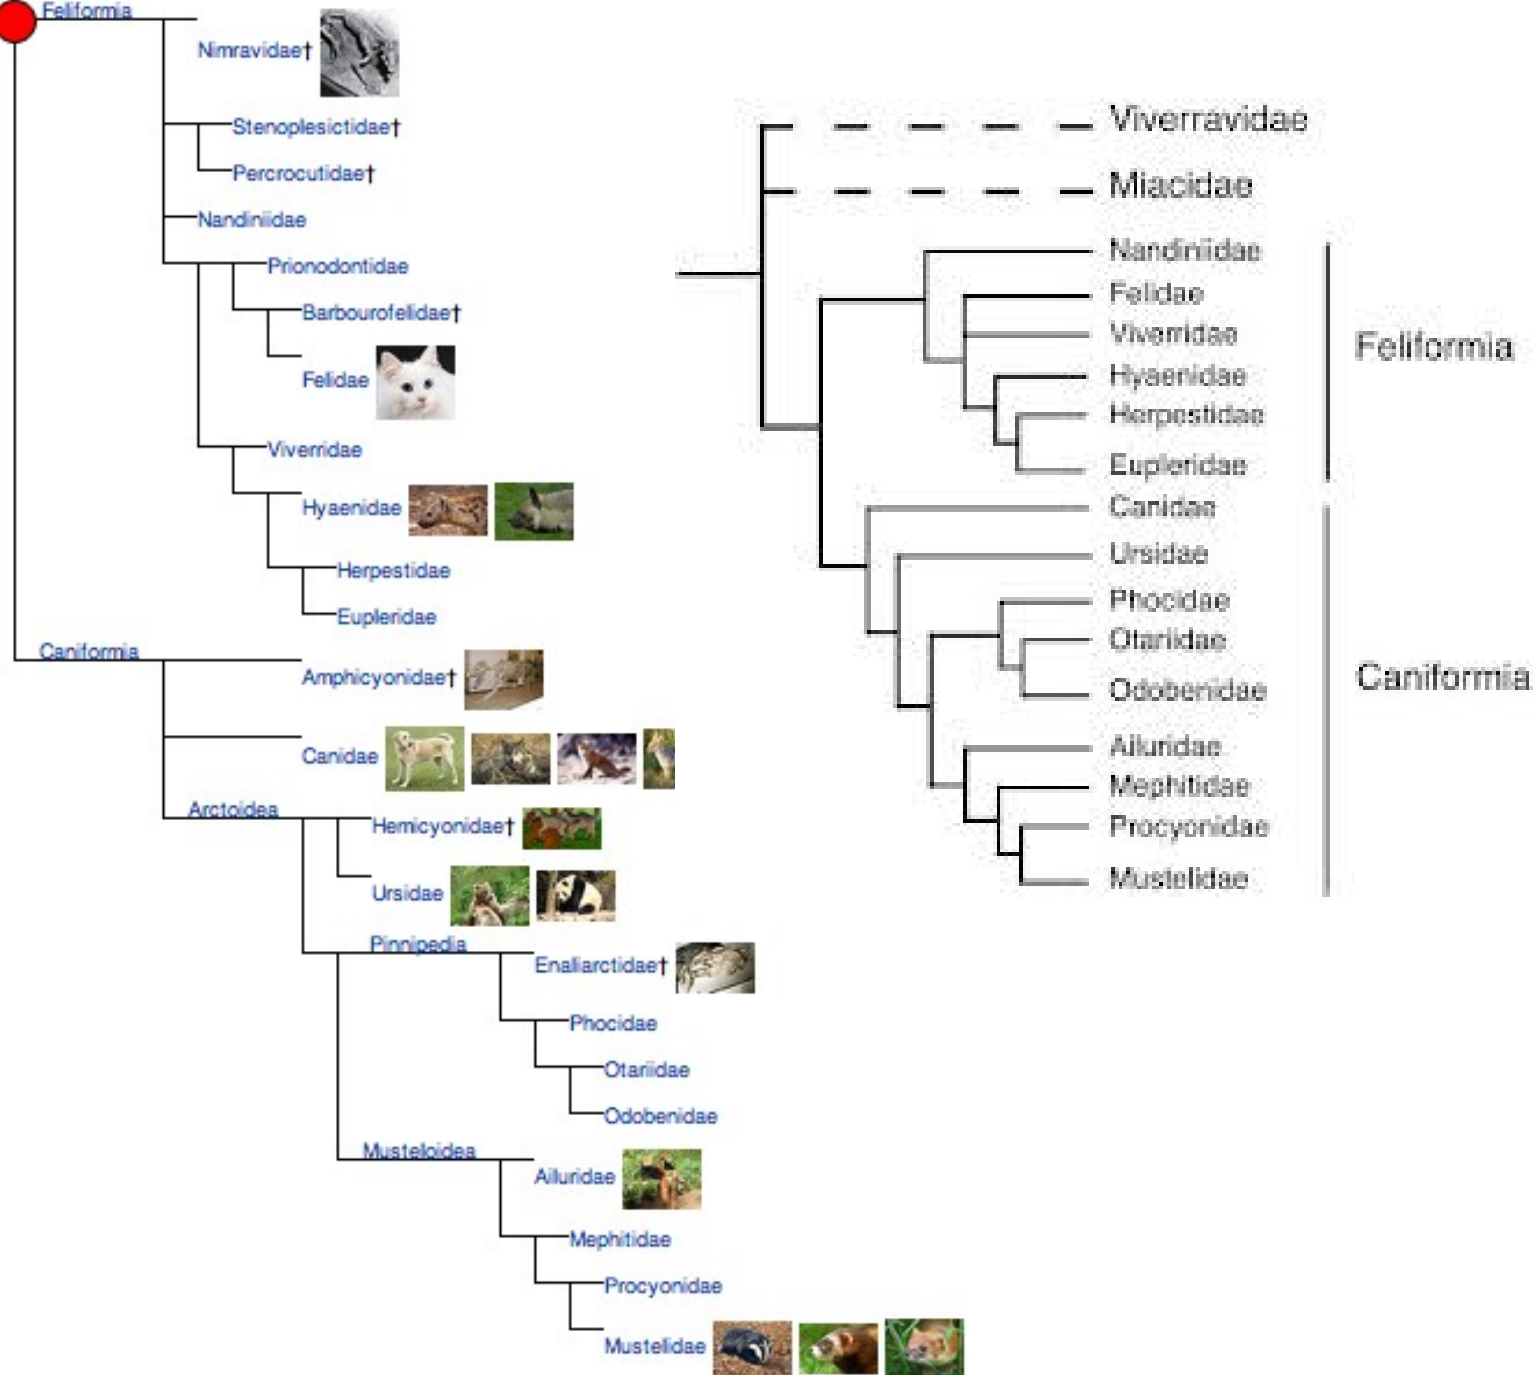 Feliformia
Nimravidae†
Stenoplesictidae†
Percrocutidae†
Nandiniidae
Prionodontidae
Barbourofelidae†
Felidae
Viverridae
Hyaenidae
Herpestidae
Eupleridae
Caniformia
Amphicyonidae†
Canidae
Arctoidea
Hemicyonidae†
Ursidae
Pinnipedia
Enaliarctidae†
Phocidae
Otariidae
Odobenidae
Musteloidea
Ailuridae
Mephitidae
Procyonidae
Mustelidae
Viverravidae
Miacidae
Nandiniidae
Felidae
Viverridae
Hyaenidae
Herpestidae
Eupleridae
Feliformia
Canidae
Ursidae
Phocidae
Otariidae
Odobenidae
Ailuridae
Mephitidae
Procyonidae
Mustelidae
Caniformia